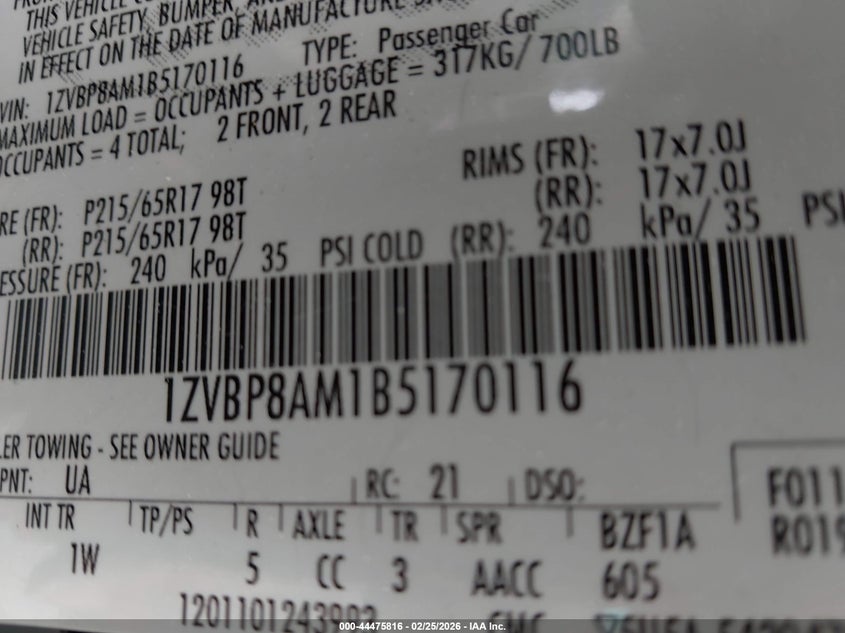 THIS VEHICLE
VEHICLE SAFETY, BUMPER, AND
IN EFFECT ON THE DATE OF MANUFACTURE
VIN: 1ZVBP8AM1B5170116 TYPE: Passenger Car
MAXIMUM LOAD = OCCUPANTS + LUGGAGE = 317KG/ 700LB
OCCUPANTS = 4 TOTAL; 2 FRONT, 2 REAR
RIMS (FR): 17x7.0J
(RR): 17x7.0J
RE (FR): P215/65R17 98T
(RR): P215/65R17 98T
ESSURE (FR): 240 kPa/ 35 PSI COLD (RR): 240 kPa/ 35 PSI
1ZVBP8AM1B5170116
LER TOWING - SEE OWNER GUIDE
PNT: UA RC: 21 DSO:
INT TR TP/PS R AXLE TR SPR BZF1A
1W 5 CC 3 AACC 605
F011
R019
000-44475816 - 02/25/2026 - IAA Inc.